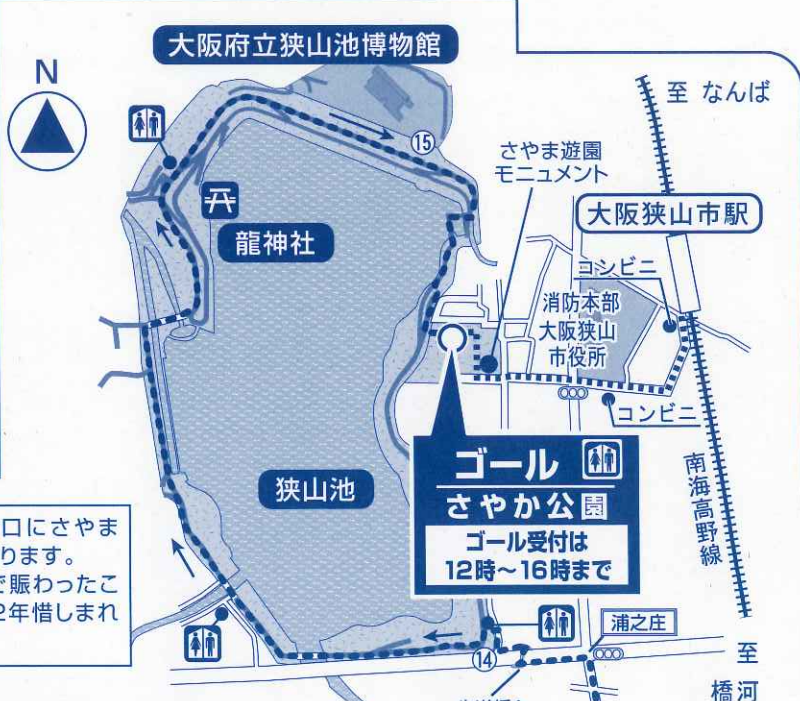 大阪府立狭山池博物館
N
至 なんば
⑮
さやま遊園
モニュメント
大阪狭山市駅
龍神社
コンビニ
消防本部
大阪狭山
市役所
コンビニ
ゴール
さやか公園
ゴール受付は
12時～16時まで
狭山池
南海高野線
口にさやま
ります。
で賑わったこ
2年惜しまれ
浦之庄
⑭
至
橋河